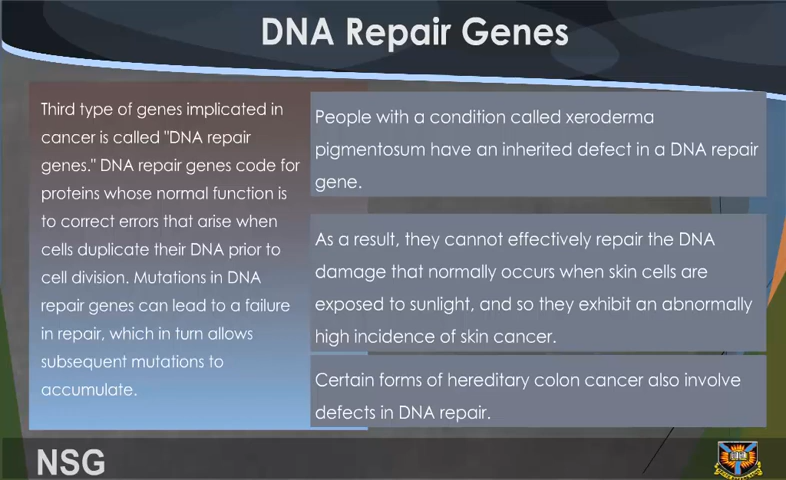 DNA Repair Genes
Third type of genes implicated in
cancer is called "DNA repair
genes." DNA repair genes code for
proteins whose normal function is
to correct errors that arise when
cells duplicate their DNA prior to
cell division. Mutations in DNA
repair genes can lead to a failure
in repair, which in turn allows
subsequent mutations to
accumulate.
People with a condition called xeroderma
pigmentosum have an inherited defect in a DNA repair
gene.
As a result, they cannot effectively repair the DNA
damage that normally occurs when skin cells are
exposed to sunlight, and so they exhibit an abnormally
high incidence of skin cancer.
Certain forms of hereditary colon cancer also involve
defects in DNA repair.
NSG